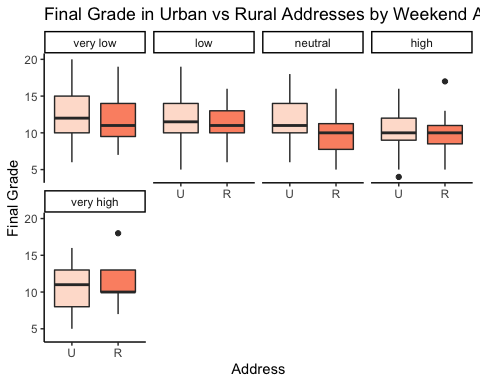 Final Grade in Urban vs Rural Addresses by Weekend A
very low low neutral high
20
15
10
5
U R U R U R
very high
20
15
10
5
U R
Final Grade
Address